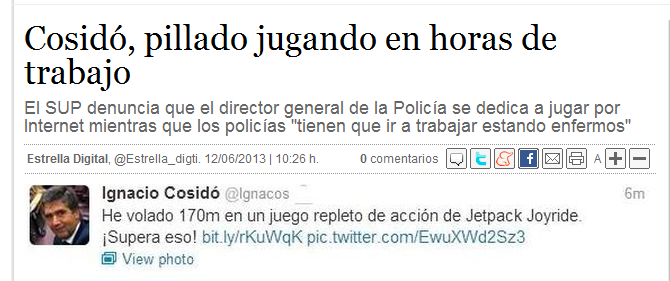 Cosidó, pillado jugando en horas de
trabajo
El SUP denuncia que el director general de la Policía se dedica a jugar por
Internet mientras que los policías "tienen que ir a trabajar estando enfermos"
Estrella Digital, @Estrella_digti. 12/06/2013 | 10:26 h. 0 comentarios A
Ignacio Cosidó @Ignacos 6m
He volado 170m en un juego repleto de acción de Jetpack Joyride.
¡Supera eso! bit.ly/rKuWqK pic.twitter.com/EwuXWd2Sz3
View photo